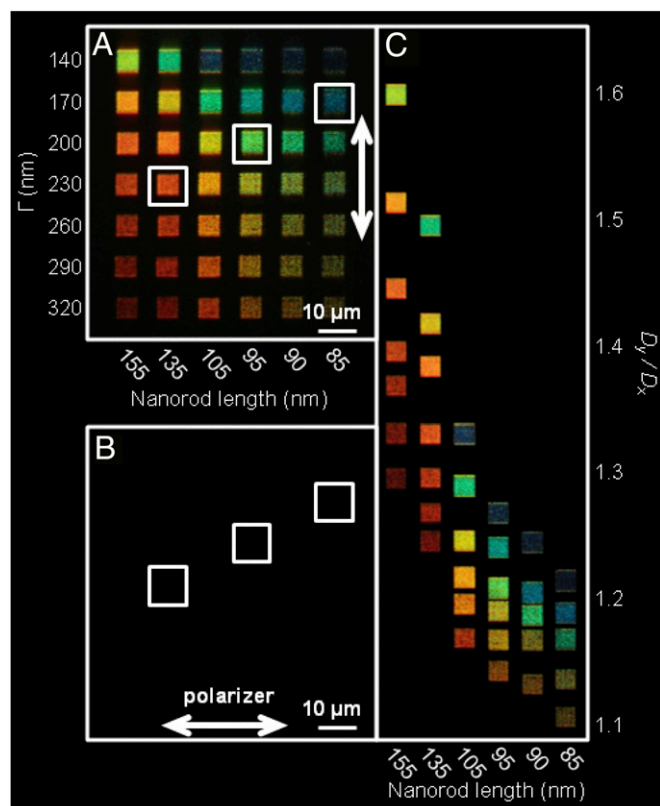 A
Γ (nm)
140
170
200
230
260
290
320
10 µm
155 135 105 95 90 85
Nanorod length (nm)
B
polarizer
10 µm
C
1.6
1.5
1.4
1.3
1.2
1.1
Dy / Dx
155 135 105 95 90 85
Nanorod length (nm)